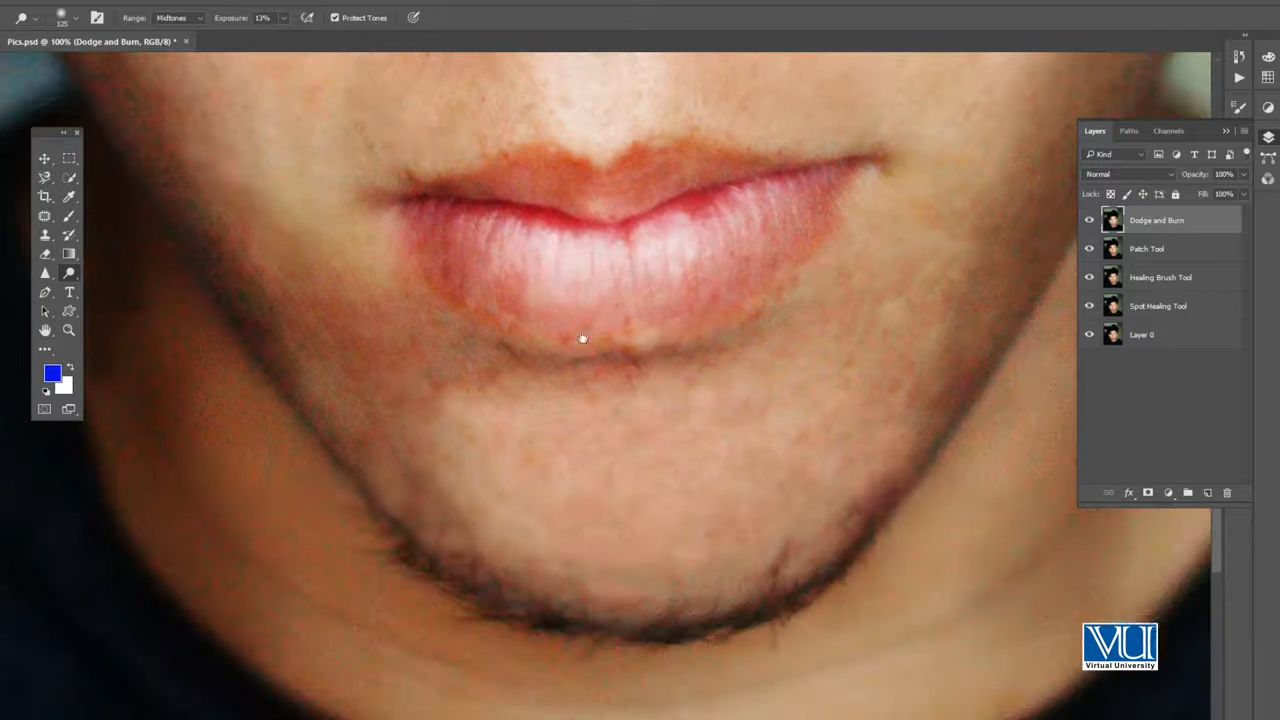 125 Range: Midtones Exposure: 13% Protect Tones
Pics.psd @ 100% (Dodge and Burn, RGB/8) * ×
Layers Paths Channels
Kind
Normal Opacity: 100%
Lock: Fill: 100%
Dodge and Burn
Patch Tool
Healing Brush Tool
Spot Healing Tool
Layer 0
VU
Virtual University